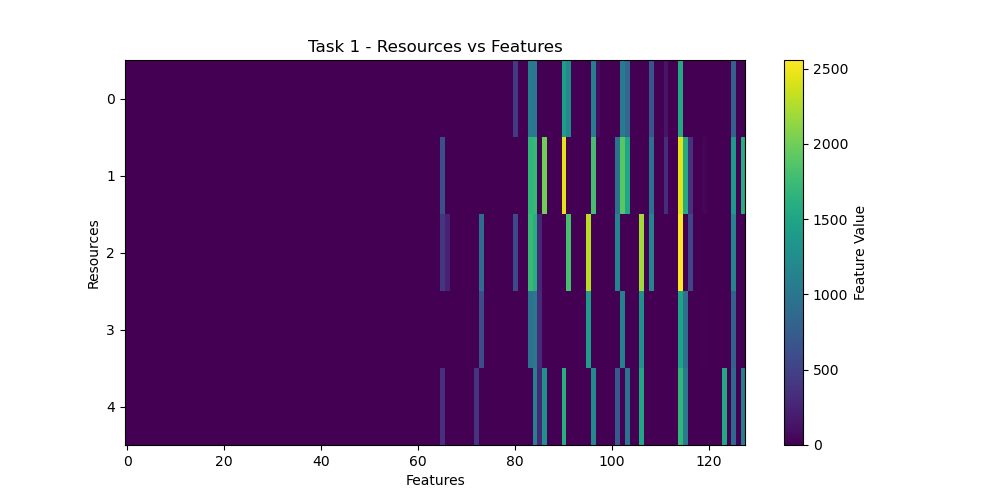 Task 1 - Resources vs Features
Resources
0
1
2
3
4
0 20 40 60 80 100 120
Features
2500
2000
1500
1000
500
0
Feature Value